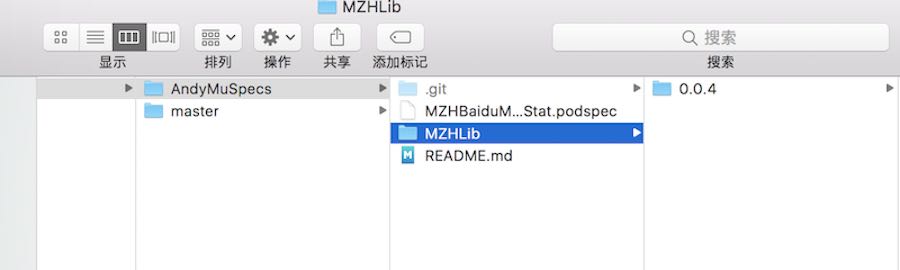 MZHLib
搜索
显示 排列 操作 共享 添加标记 搜索
AndyMuSpecs .git 0.0.4
master MZHBaiduM...Stat.podspec
MZHLib
README.md